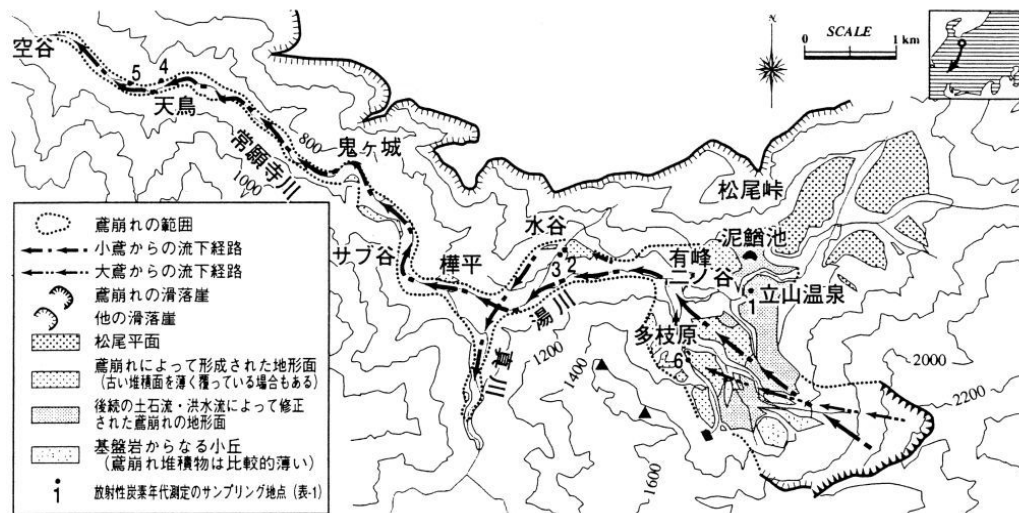 空谷
5
4
天鳥
常願寺川
800
1000
鬼ヶ城
サブ谷
樺平
水谷
3
2
湯川
真川
有峰
二ノ谷
松尾峠
泥鰌池
1
立山温泉
多枝原
6
1200
1400
1600
2000
2200
N
SCALE
0
1 km
鳶崩れの範囲
小鳶からの流下経路
大鳶からの流下経路
鳶崩れの滑落崖
他の滑落崖
松尾平面
鳶崩れによって形成された地形面
(古い堆積面を薄く覆っている場合もある)
後続の土石流・洪水流によって修正
された鳶崩れの地形面
基盤岩からなる小丘
(鳶崩れ堆積物は比較的薄い)
i
放射性炭素年代測定のサンプリング地点 (表-1)